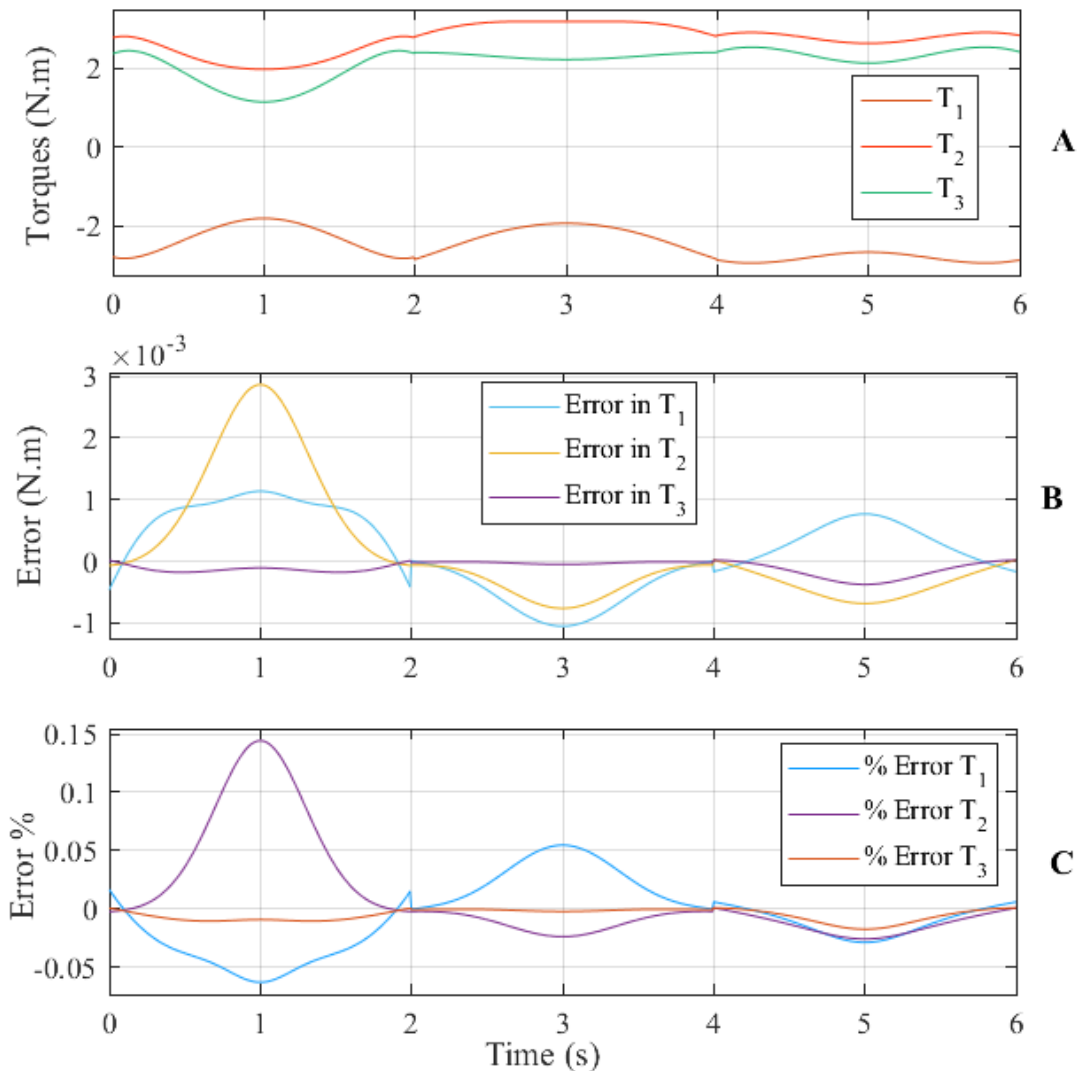 Torques (N.m)
2
0
-2
T1
T2
T3
A
0 1 2 3 4 5 6
×10-3
Error (N.m)
3
2
1
0
-1
Error in T1
Error in T2
Error in T3
B
0 1 2 3 4 5 6
Error %
0.15
0.1
0.05
0
-0.05
% Error T1
% Error T2
% Error T3
C
0 1 2 3 4 5 6
Time (s)